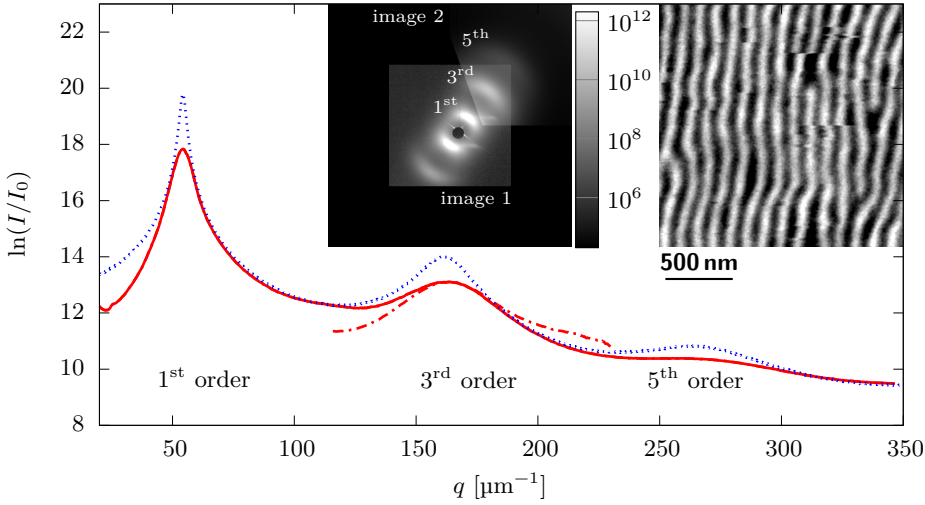 22
20
18
16
14
12
10
8
ln(I/I₀)
image 2
5ᵗʰ
3ʳᵈ
1ˢᵗ
image 1
10¹²
10¹⁰
10⁸
10⁶
500 nm
1ˢᵗ order
3ʳᵈ order
5ᵗʰ order
50
100
150
200
250
300
350
q [µm⁻¹]